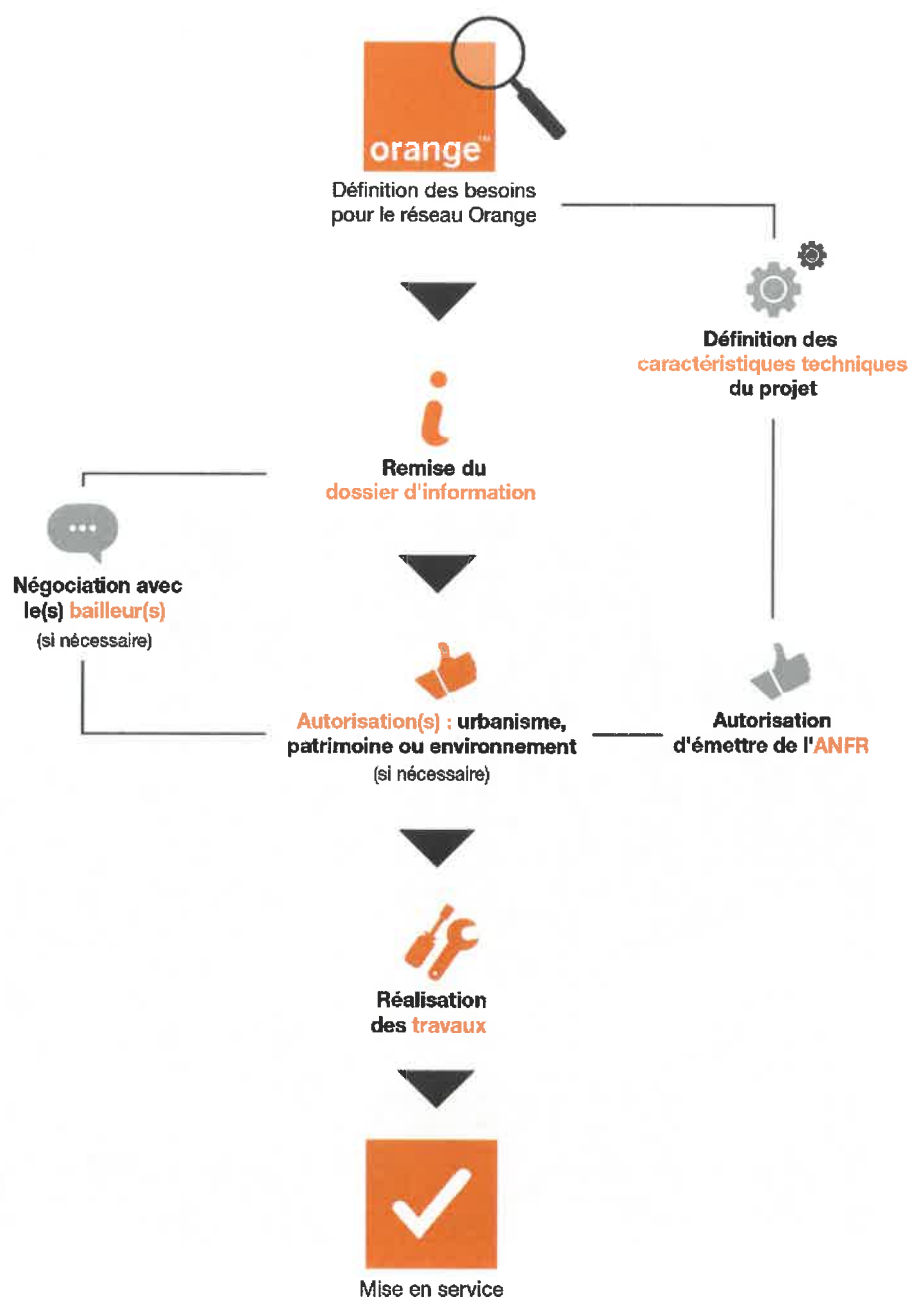 orange™
Définition des besoins
pour le réseau Orange
Définition des
caractéristiques techniques
du projet
Remise du
dossier d'information
Négociation avec
le(s) bailleur(s)
(si nécessaire)
Autorisation(s) : urbanisme,
patrimoine ou environnement
(si nécessaire)
Autorisation
d'émettre de l'ANFR
Réalisation
des travaux
Mise en service